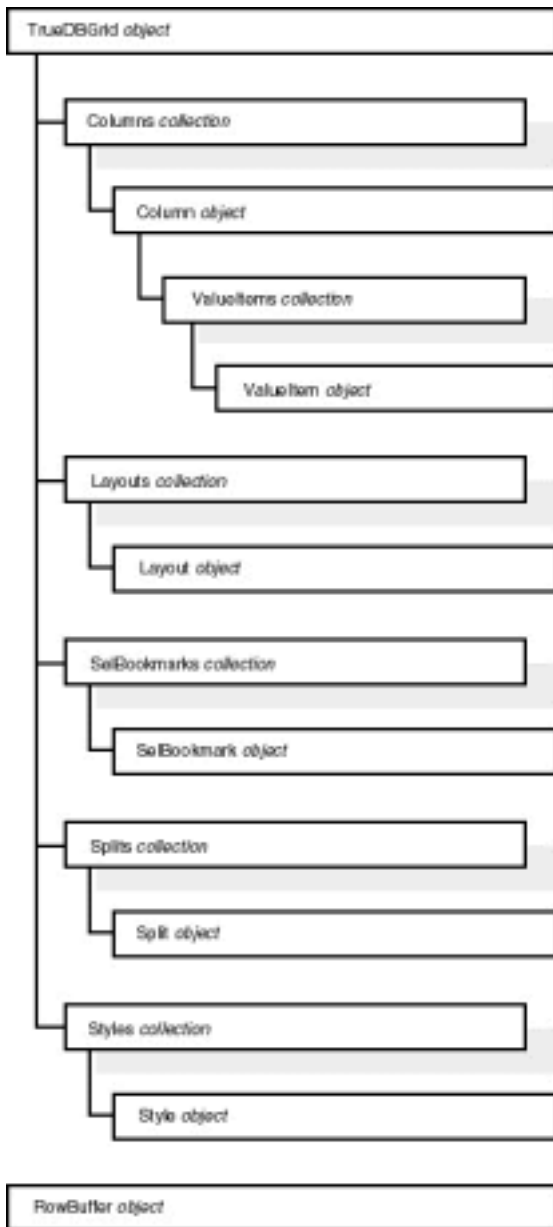 TrueDBGrid object
Columns collection
Column object
ValueItems collection
ValueItem object
Layouts collection
Layout object
SelBookmarks collection
SelBookmark object
Splits collection
Split object
Styles collection
Style object
RowBuffer object